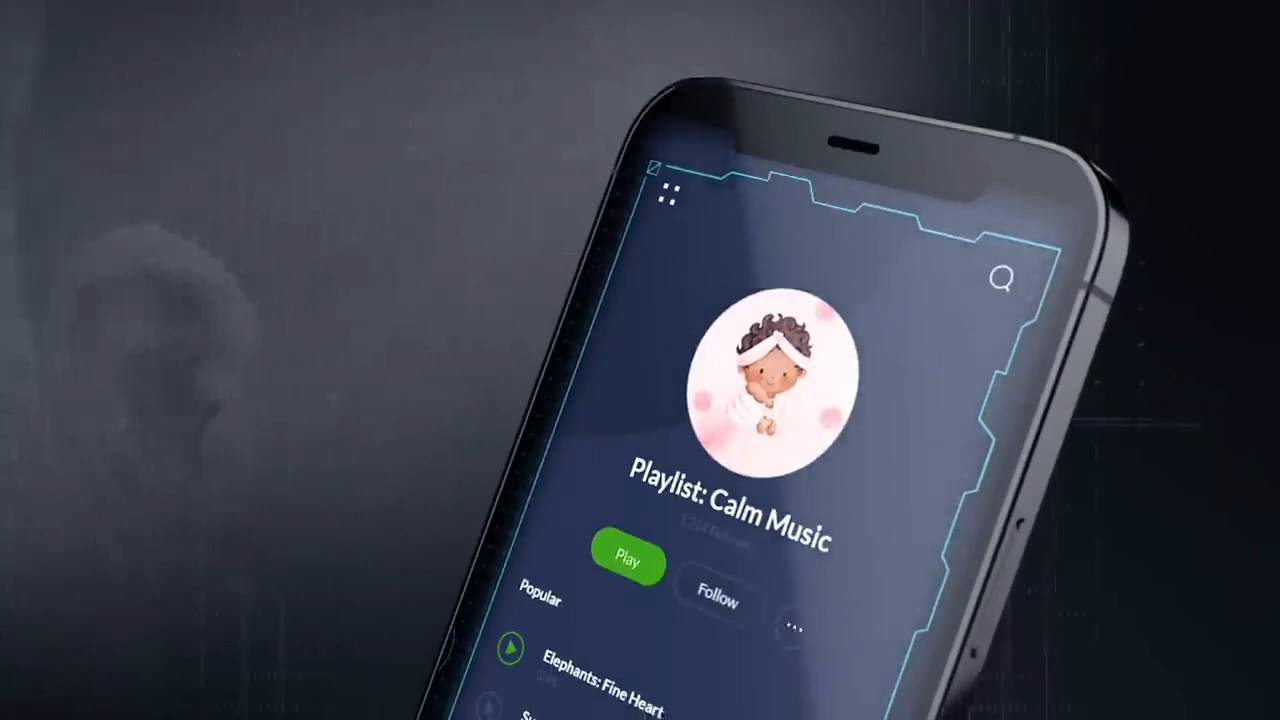 Playlist: Calm Music
Play
Follow
Popular
Elephants: Fine Heart